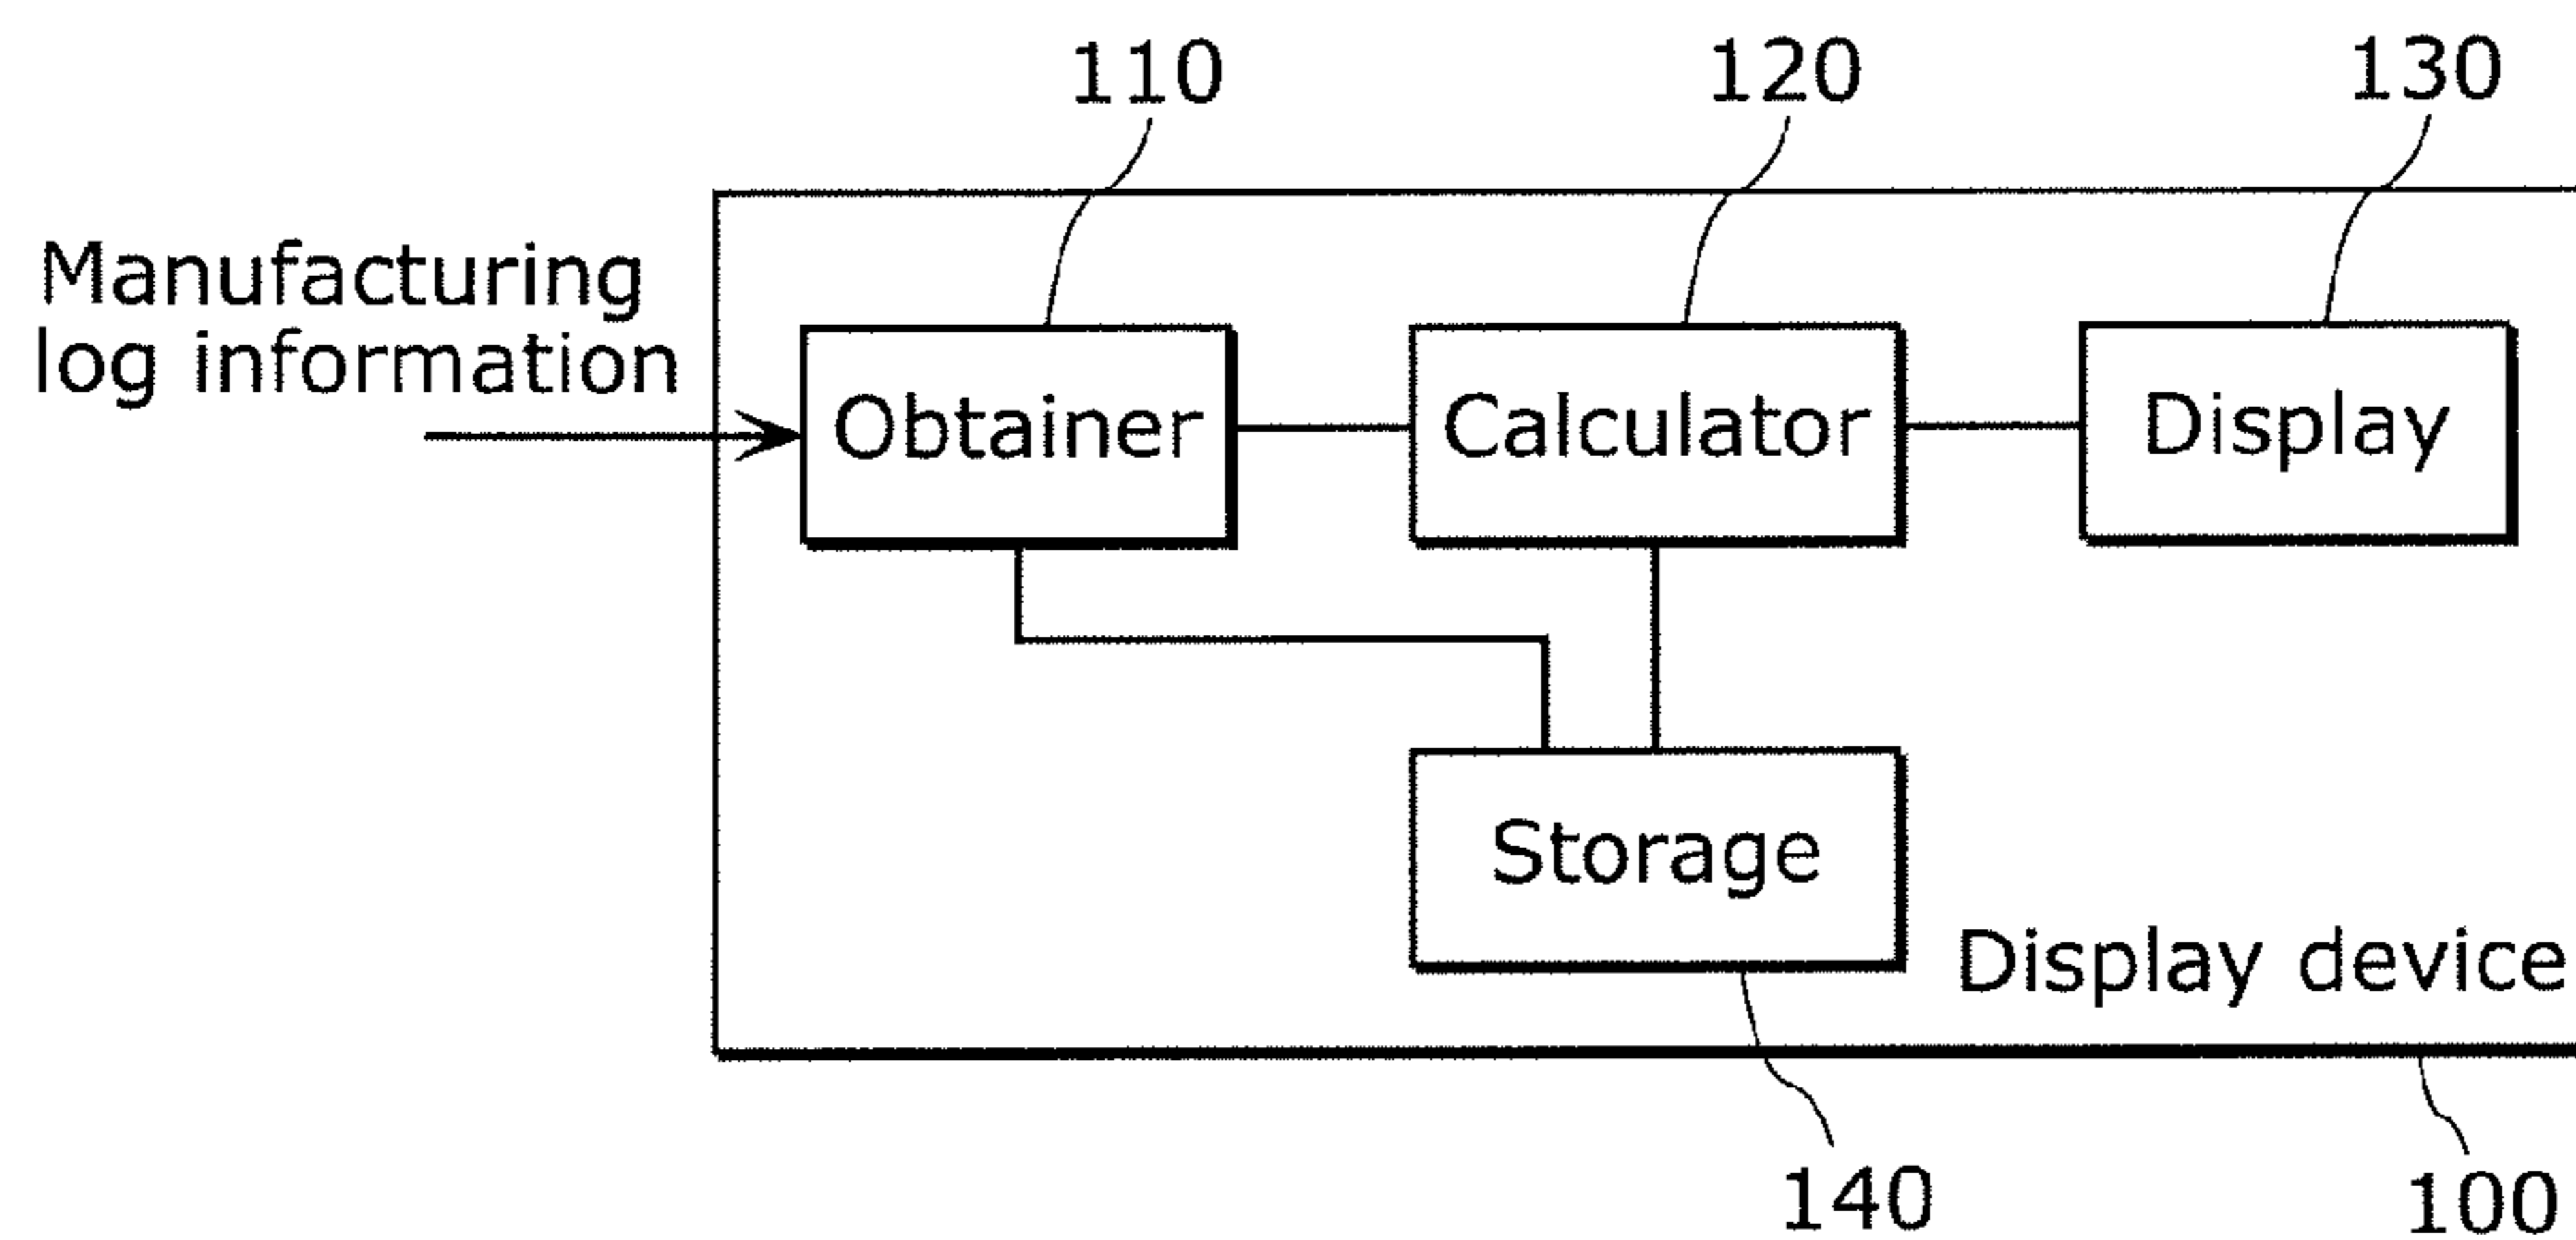 110
120
130
Manufacturing
log information
Obtainer
Calculator
Display
Storage
Display device
140
100